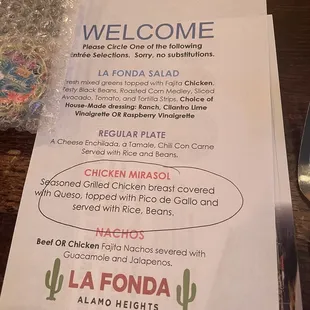 WELCOME
Please Circle One of the following
Entrée Selections. Sorry, no substitutions.
LA FONDA SALAD
Fresh mixed greens topped with Fajita Chicken,
Zesty Black Beans, Roasted Corn Medley, Sliced
Avocado, Tomato, and Tortilla Strips. Choice of
House-Made dressing: Ranch, Cilantro Lime
Vinaigrette OR Raspberry Vinaigrette
REGULAR PLATE
A Cheese Enchilada, a Tamale, Chili Con Carne
Served with Rice and Beans.
CHICKEN MIRASOL
Seasoned Grilled Chicken breast covered
with Queso, topped with Pico de Gallo and
served with Rice, Beans.
NACHOS
Beef OR Chicken Fajita Nachos severed with
Guacamole and Jalapenos.
LA FONDA
ALAMO HEIGHTS